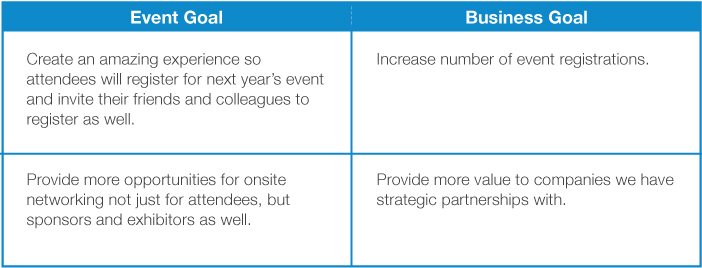 Event Goal
Business Goal
Create an amazing experience so
attendees will register for next year’s event
and invite their friends and colleagues to
register as well.
Increase number of event registrations.
Provide more opportunities for onsite
networking not just for attendees, but
sponsors and exhibitors as well.
Provide more value to companies we have
strategic partnerships with.